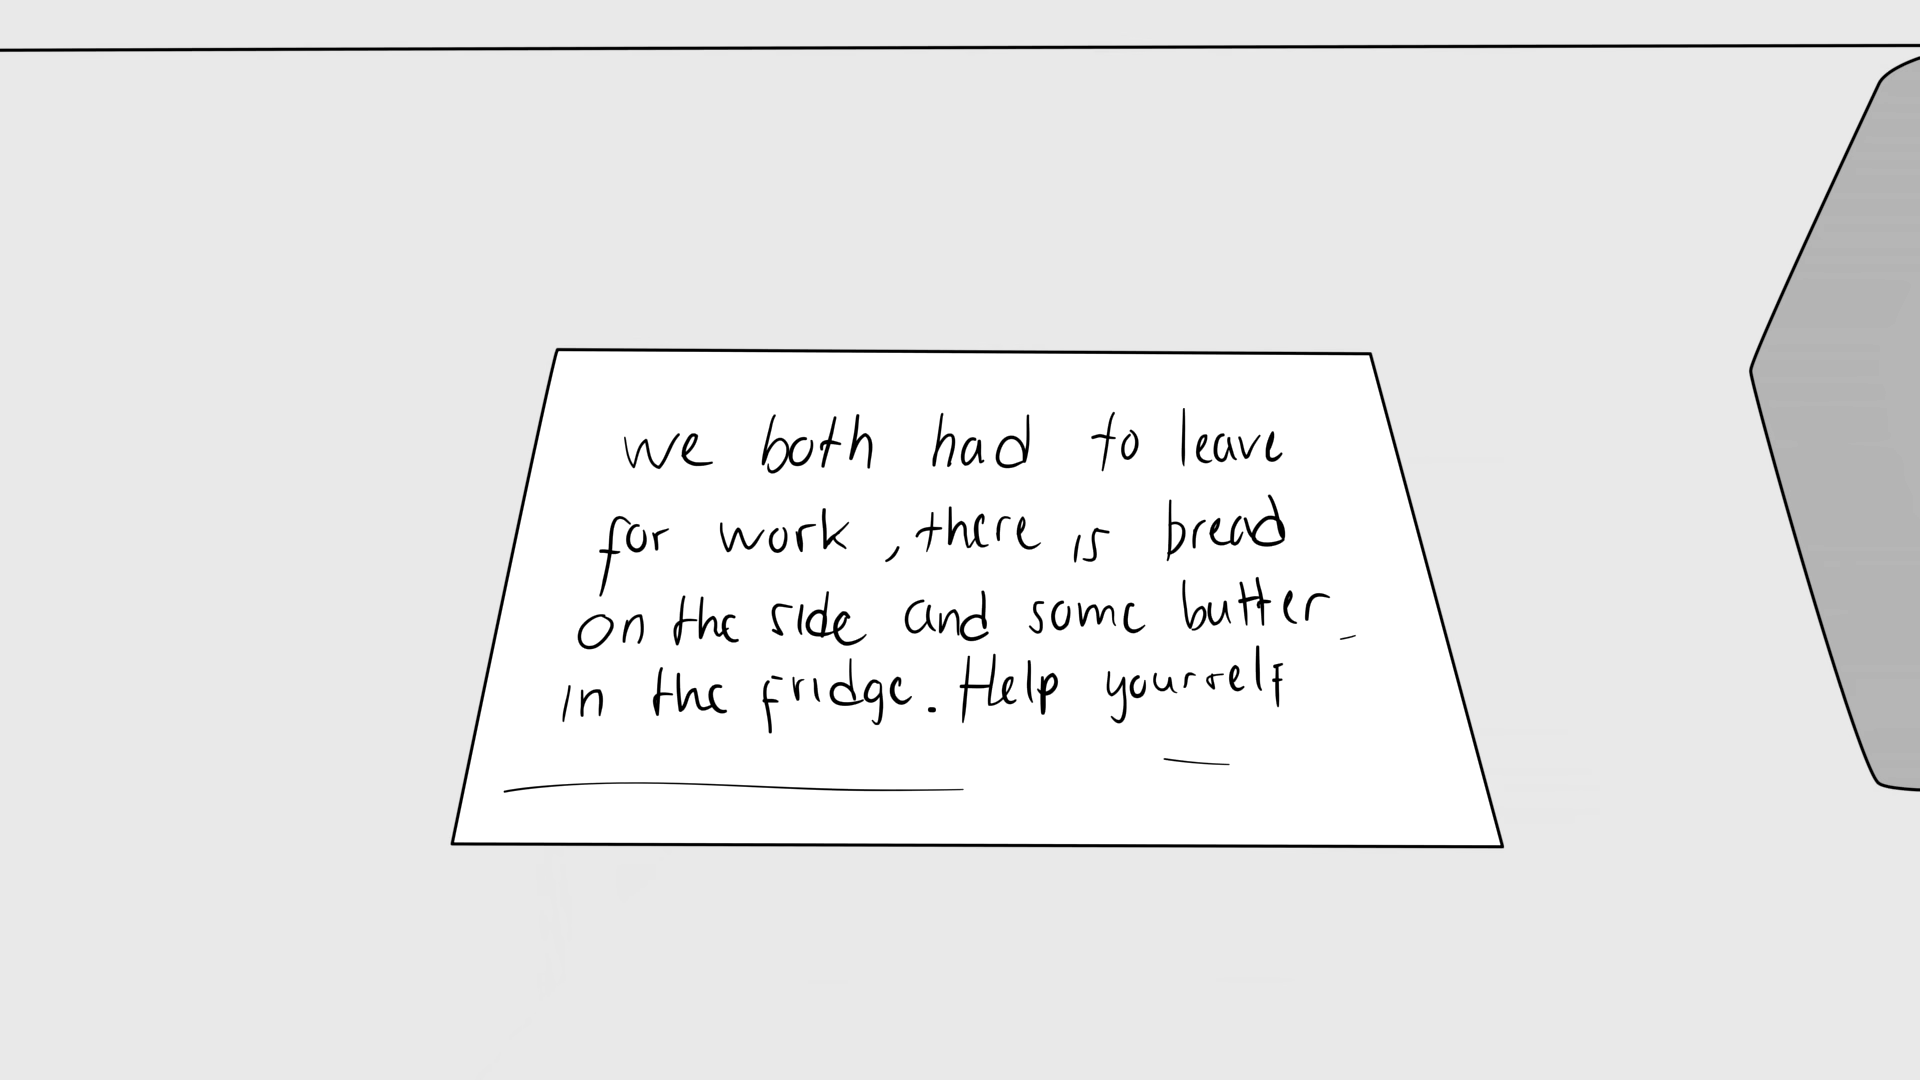 we both had to leave
for work, there is bread
on the side and some butter
in the fridge. Help yourself